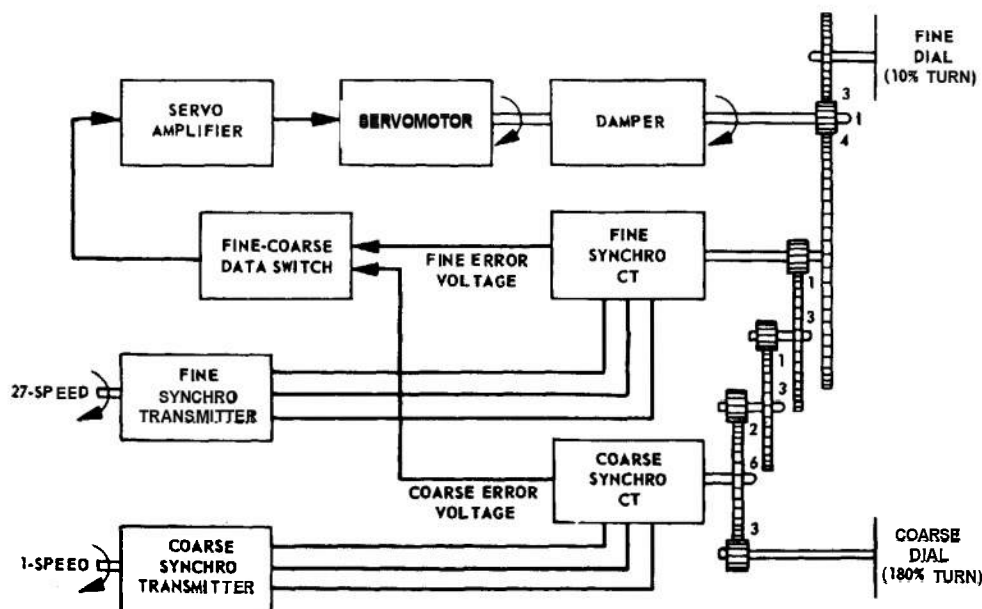 FINE
DIAL
(10% TURN)
SERVO
AMPLIFIER
SERVOMOTOR
DAMPER
3
1
4
FINE-COARSE
DATA SWITCH
FINE ERROR
VOLTAGE
FINE
SYNCHRO
CT
1
3
1
3
2
6
3
27-SPEED
FINE
SYNCHRO
TRANSMITTER
COARSE ERROR
VOLTAGE
COARSE
SYNCHRO
CT
1-SPEED
COARSE
SYNCHRO
TRANSMITTER
COARSE
DIAL
(180% TURN)